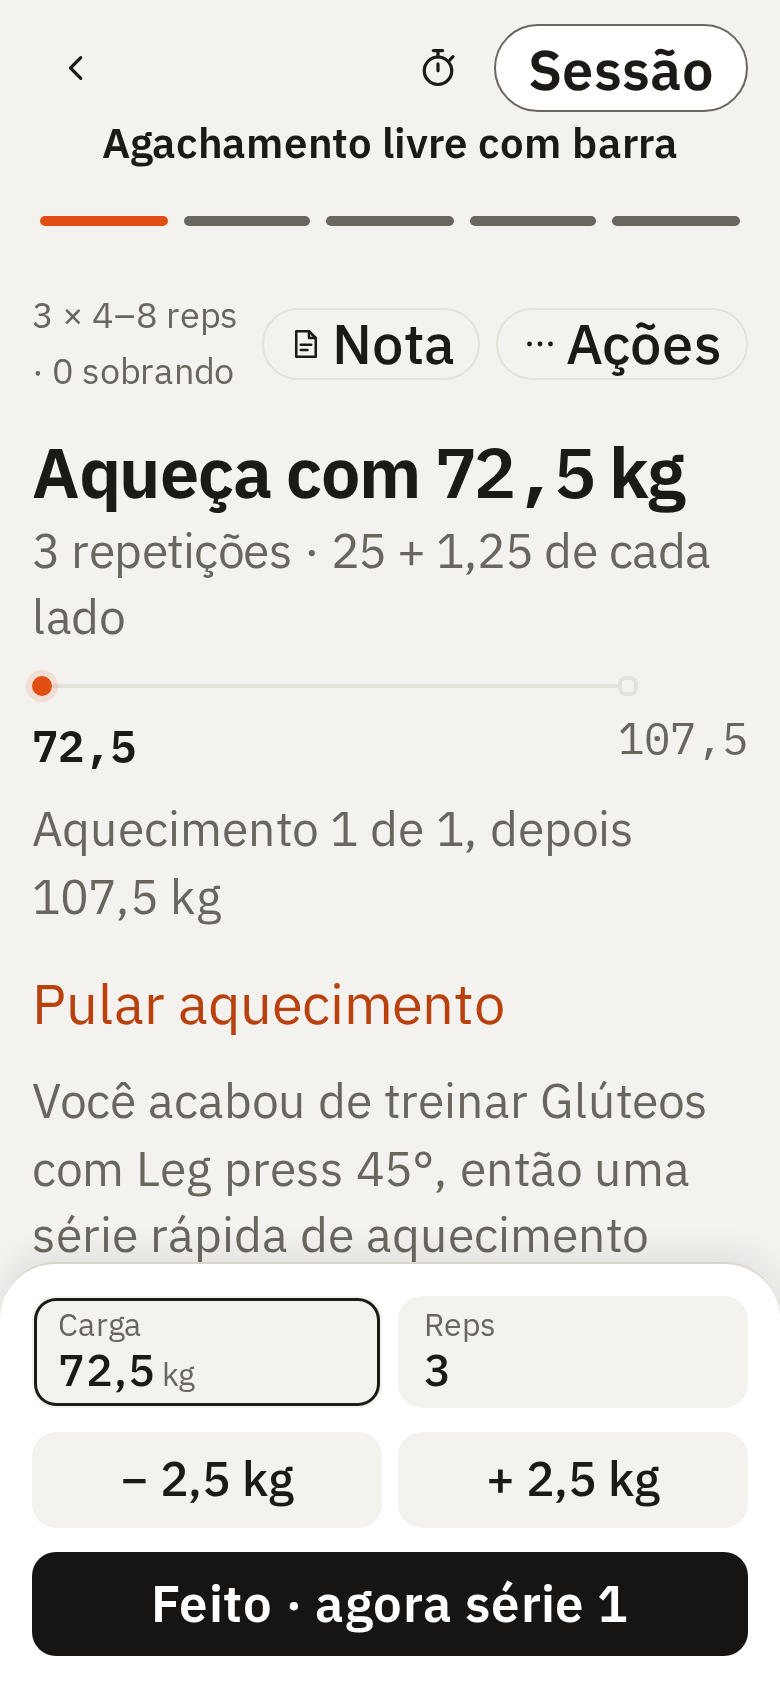 Sessão
Agachamento livre com barra
3 × 4–8 reps
· 0 sobrando
Nota
Ações
Aqueça com 72,5 kg
3 repetições · 25 + 1,25 de cada
lado
72,5
107,5
Aquecimento 1 de 1, depois
107,5 kg
Pular aquecimento
Você acabou de treinar Glúteos
com Leg press 45°, então uma
série rápida de aquecimento
Carga
72,5 kg
Reps
3
− 2,5 kg
+ 2,5 kg
Feito · agora série 1